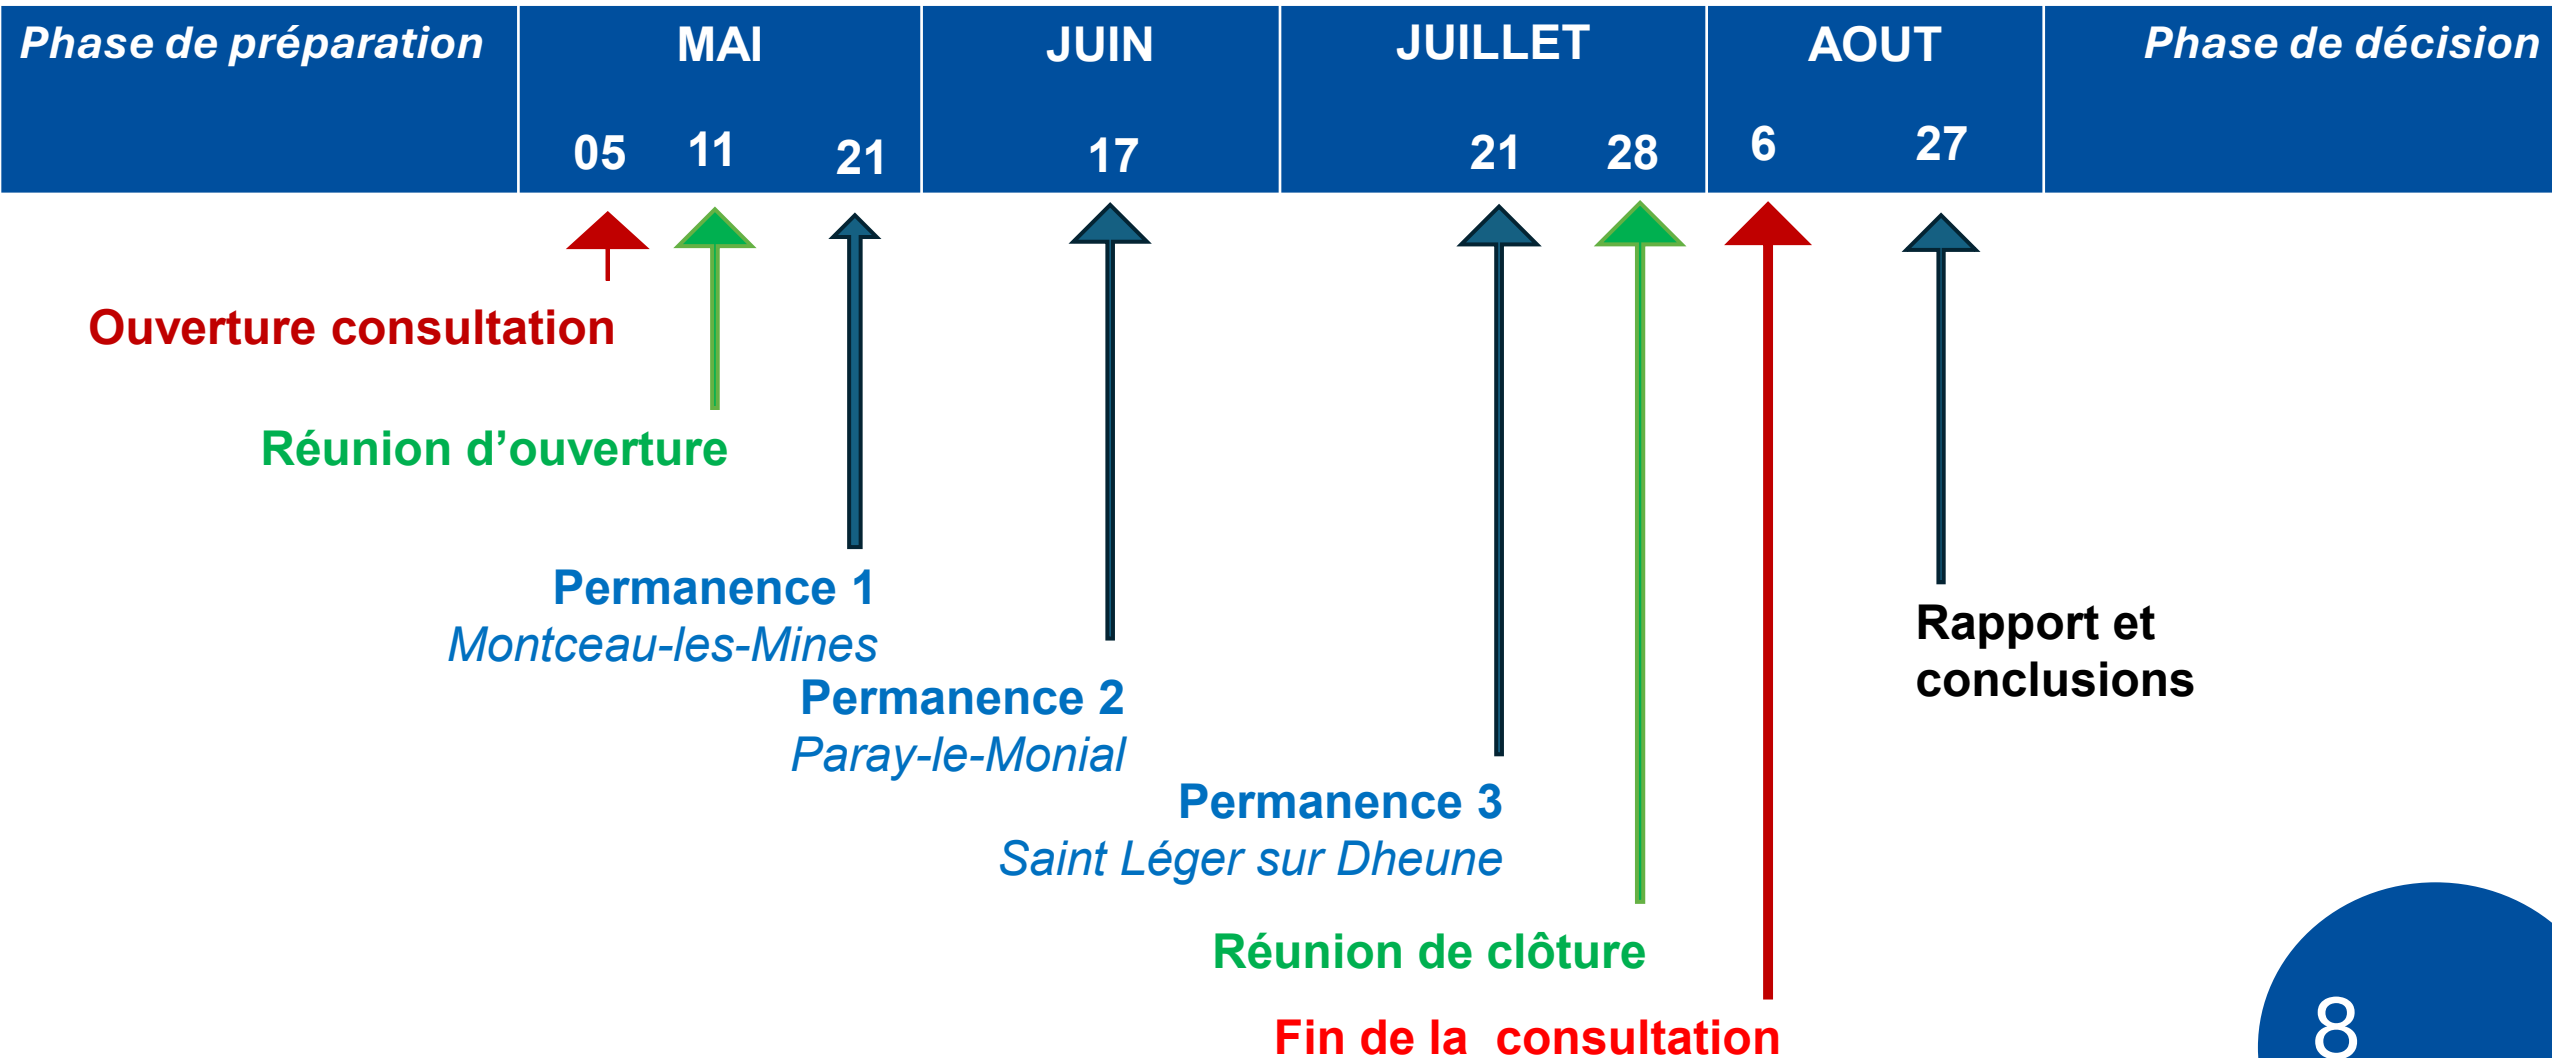 Phase de préparation MAI JUIN JUILLET AOUT Phase de décision
05 11 21 17 21 28 6 27
Ouverture consultation
Réunion d’ouverture
Permanence 1
Montceau-les-Mines
Permanence 2
Paray-le-Monial
Permanence 3
Saint Léger sur Dheune
Réunion de clôture
Fin de la consultation
Rapport et
conclusions
8